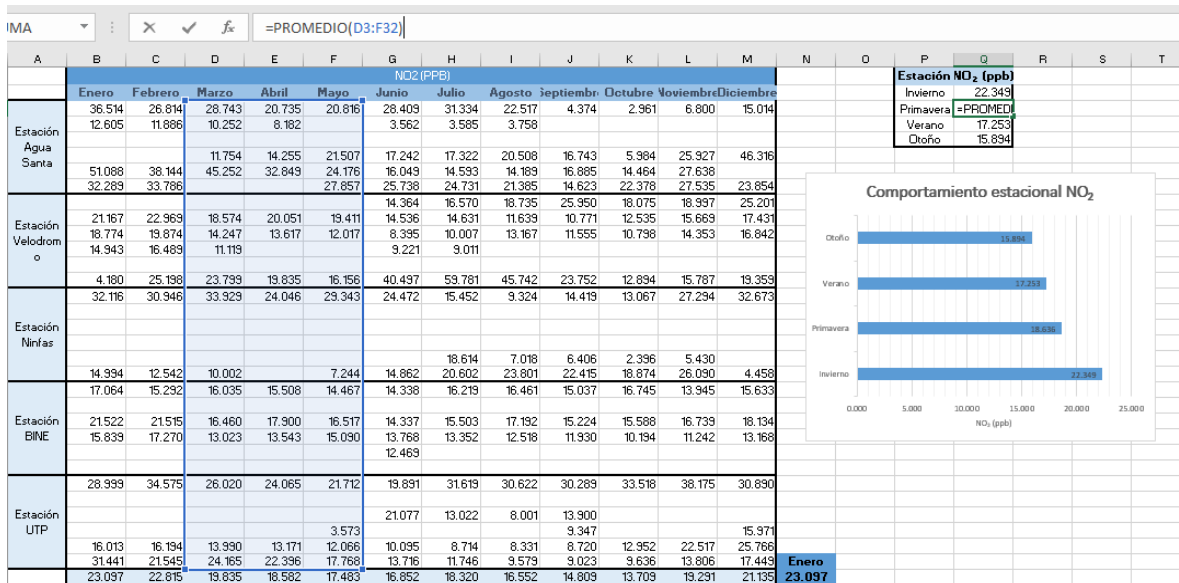 UMA =PROMEDIO(D3:F32)
A B C D E F G H I J K L M N O P Q R S T
NO2 (PPB) Estación NO₂ (ppb)
Enero Febrero Marzo Abril Mayo Junio Julio Agosto Septiembr Octubre Noviembre Diciembre Invierno 22.349
36.514 26.814 28.743 20.735 20.816 28.409 31.334 22.517 4.374 2.961 6.800 15.014 Primavera =PROMED
12.605 11.886 10.252 8.182 3.562 3.585 3.758 Verano 17.253
Otoño 15.894
Estación Agua Santa
11.754 14.255 21.507 17.242 17.322 20.508 16.743 5.984 25.927 46.316
51.088 38.144 45.252 32.849 24.176 16.049 14.593 14.189 16.885 14.464 27.638
32.289 33.786 27.857 25.738 24.731 21.385 14.623 22.378 27.535 23.854
Estación Velodrom o
14.364 16.570 18.735 25.950 18.075 18.997 25.201
21.167 22.969 18.574 20.051 19.411 14.536 14.631 11.639 10.771 12.535 15.669 17.431
18.774 19.874 14.247 13.617 12.017 8.395 10.007 13.167 11.555 10.798 14.353 16.842
14.943 16.489 11.119 9.221 9.011
4.180 25.198 23.799 19.835 16.156 40.497 59.781 45.742 23.752 12.894 15.787 19.359
Estación Ninfas
32.116 30.946 33.929 24.046 29.343 24.472 15.452 9.324 14.419 13.067 27.294 32.673
18.614 7.018 6.406 2.396 5.430
14.994 12.542 10.002 7.244 14.862 20.602 23.801 22.415 18.874 26.090 4.458
Estación BINE
17.064 15.292 16.035 15.508 14.467 14.338 16.219 16.461 15.037 16.745 13.945 15.633
21.522 21.515 16.460 17.900 16.517 14.337 15.503 17.192 15.224 15.588 16.739 18.134
15.839 17.270 13.023 13.543 15.090 13.768 13.352 12.518 11.930 10.194 11.242 13.168
12.469
Estación UTP
28.999 34.575 26.020 24.065 21.712 19.891 31.619 30.622 30.289 33.518 38.175 30.890
21.077 13.022 8.001 13.900
3.573 9.347 15.971
16.013 16.194 13.990 13.171 12.066 10.095 8.714 8.331 8.720 12.952 22.517 25.766
31.441 21.545 24.165 22.396 17.768 13.716 11.746 9.579 9.023 9.636 13.806 17.449 Enero
23.097 22.815 19.835 18.582 17.483 16.852 18.320 16.552 14.809 13.709 19.291 21.135 23.097
Comportamiento estacional NO₂
Otoño 15.894
Verano 17.253
Primavera 18.636
Invierno 22.349
0.000 5.000 10.000 15.000 20.000 25.000
NO₂ (ppb)